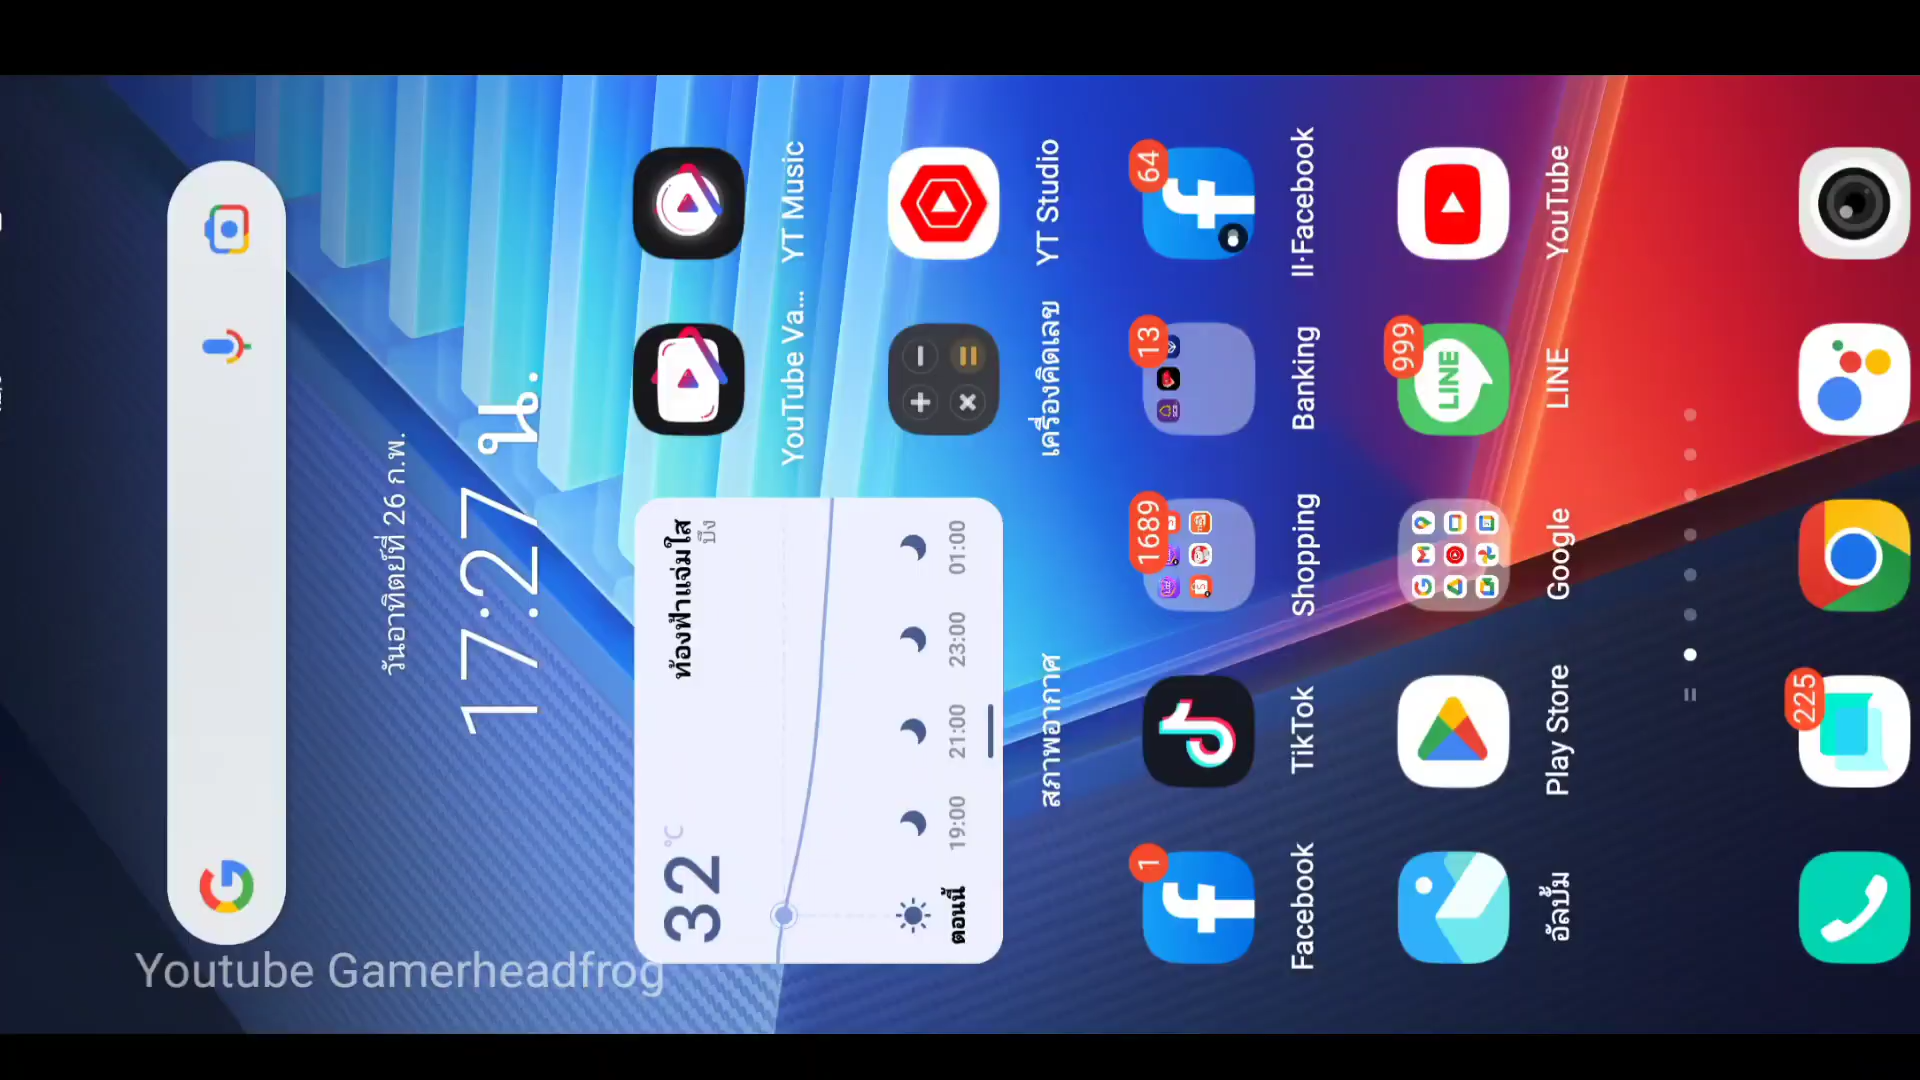 วันอาทิตย์ที่ 26 ก.พ.
17:27 น.
32 °C
ท้องฟ้าแจ่มใส
บึง
ตอนนี้ 19:00 21:00 23:00 01:00
สภาพอากาศ
YouTube Va... YT Music
เครื่องคิดเลข YT Studio
1 1689 13 64
Facebook TikTok Shopping Banking II·Facebook
999
LINE
อัลบั้ม Play Store Google LINE YouTube
225
Youtube Gamerheadfrog